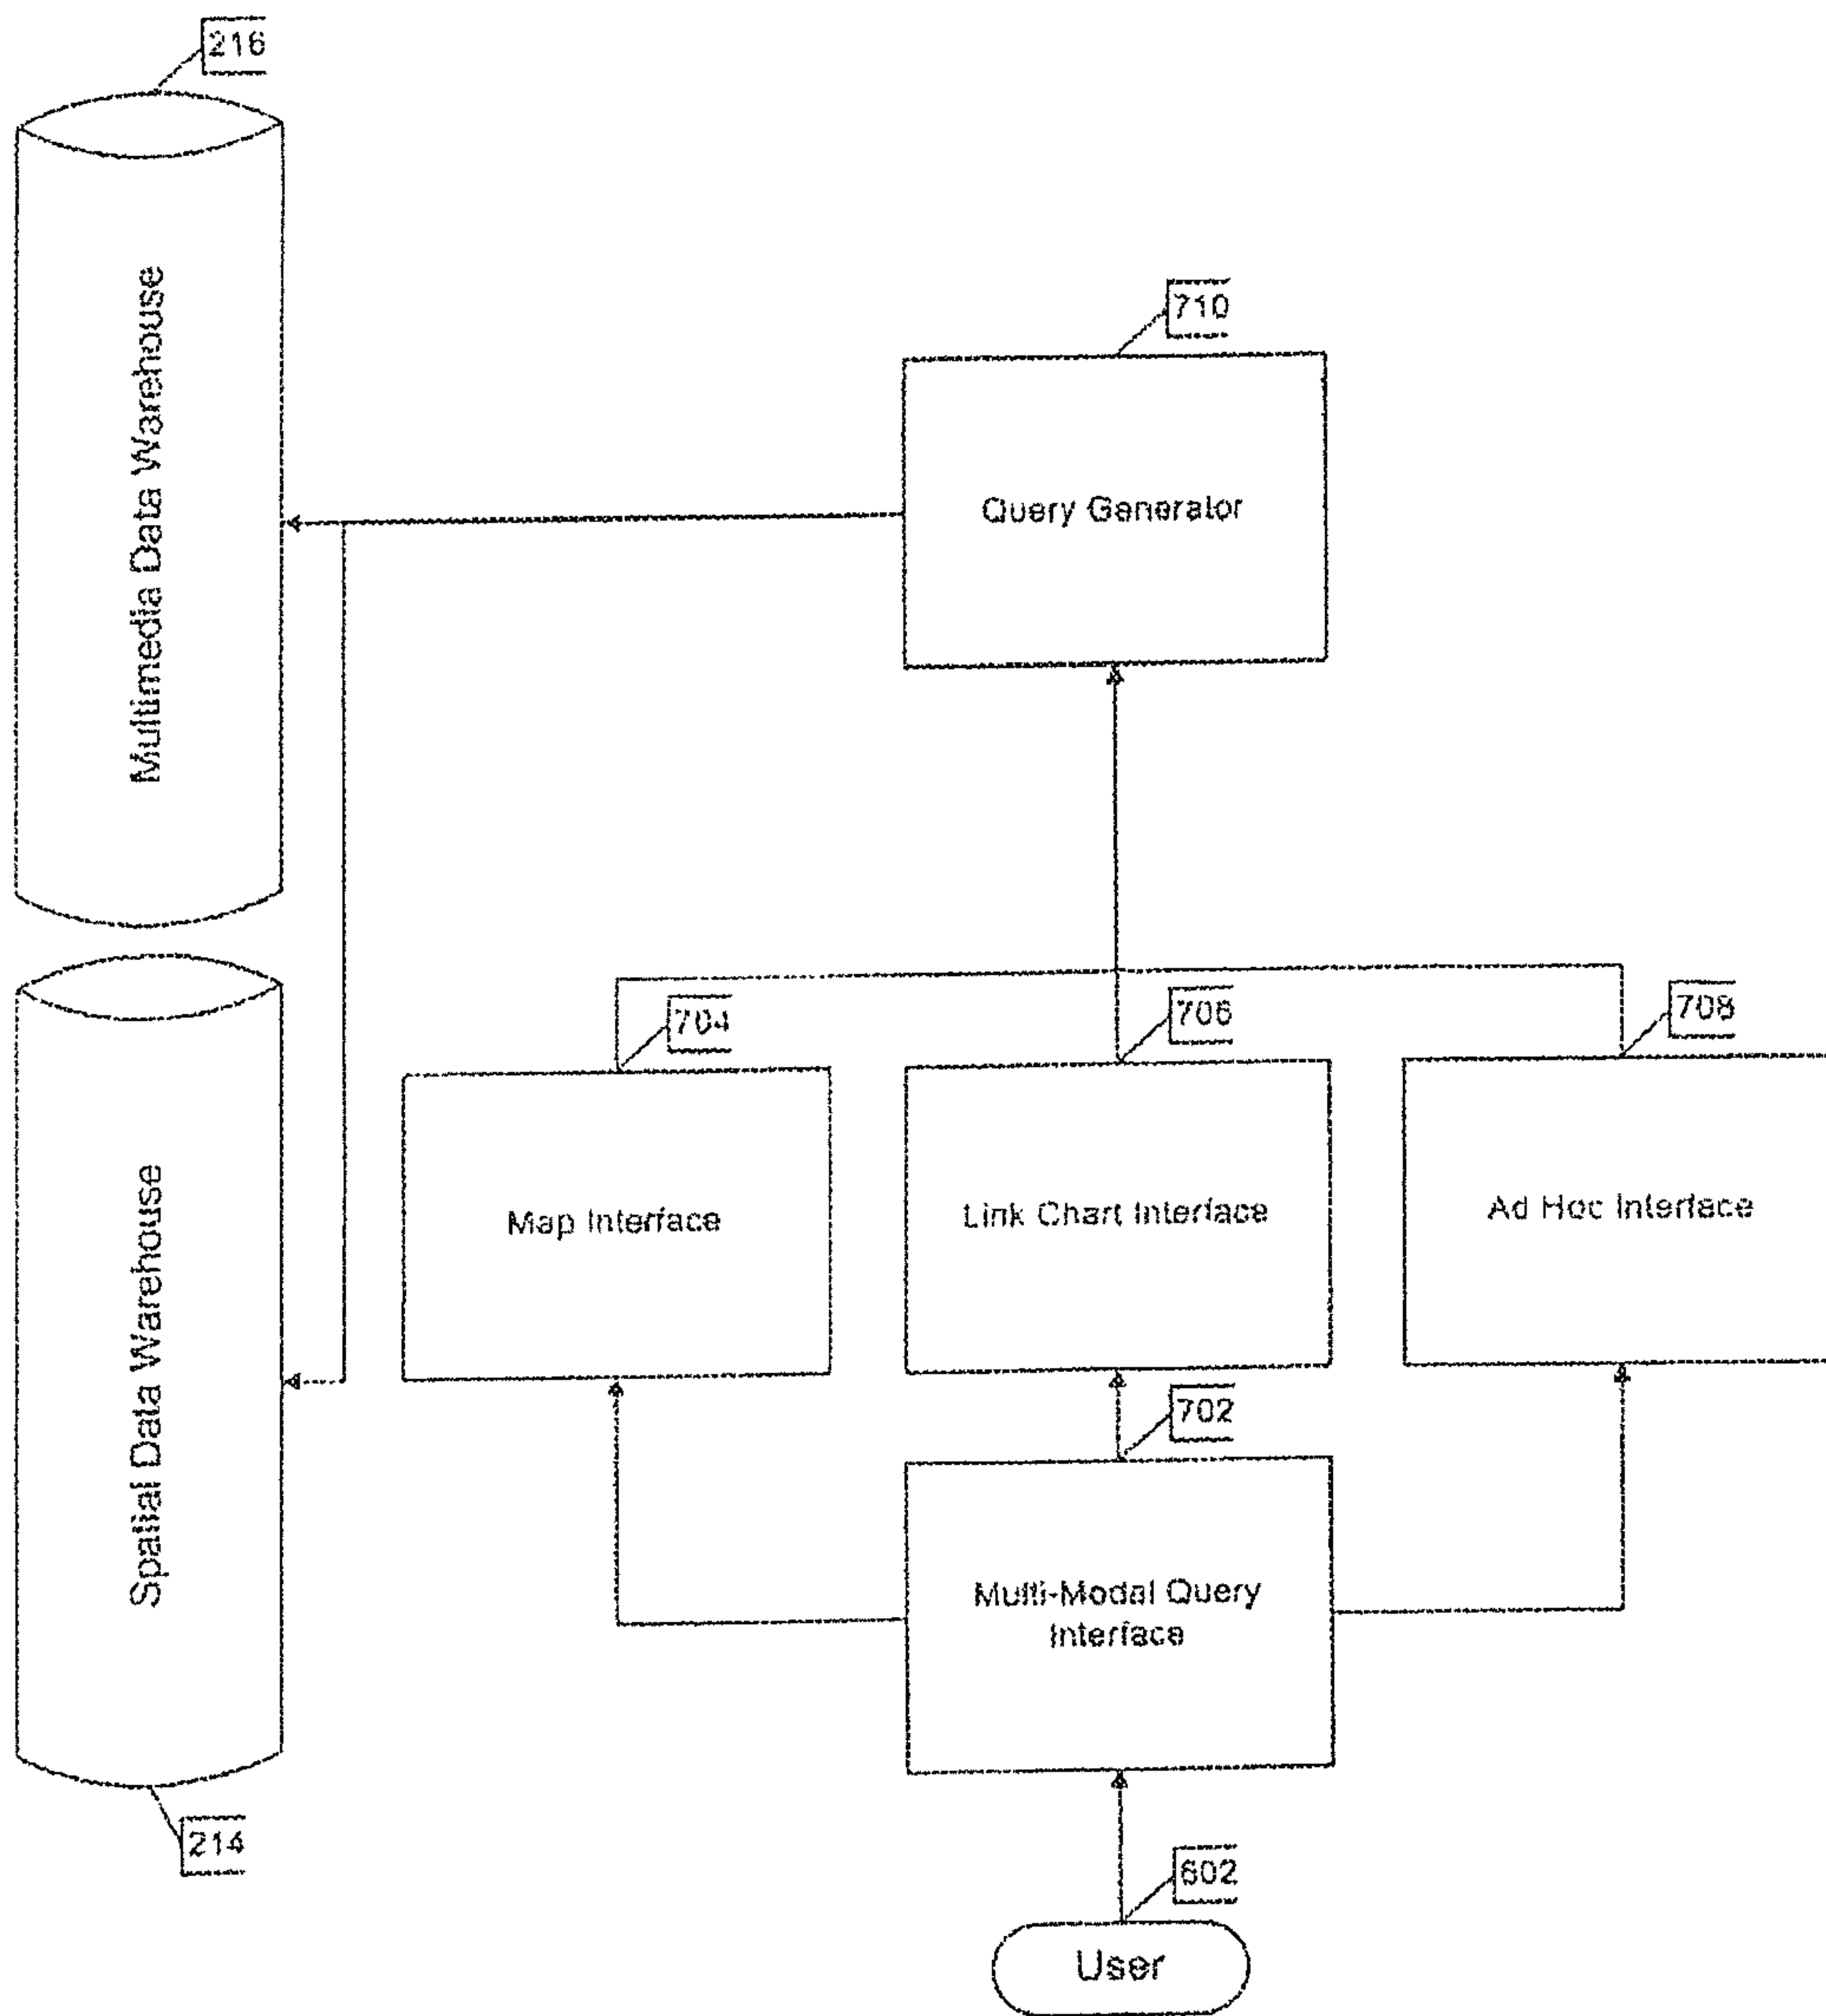 216
Multimedia Data Warehouse
710
Query Generator
704
706
708
Map Interface
Link Chart Interface
Ad Hoc Interface
Spatial Data Warehouse
702
Multi-Modal Query
Interface
214
602
User